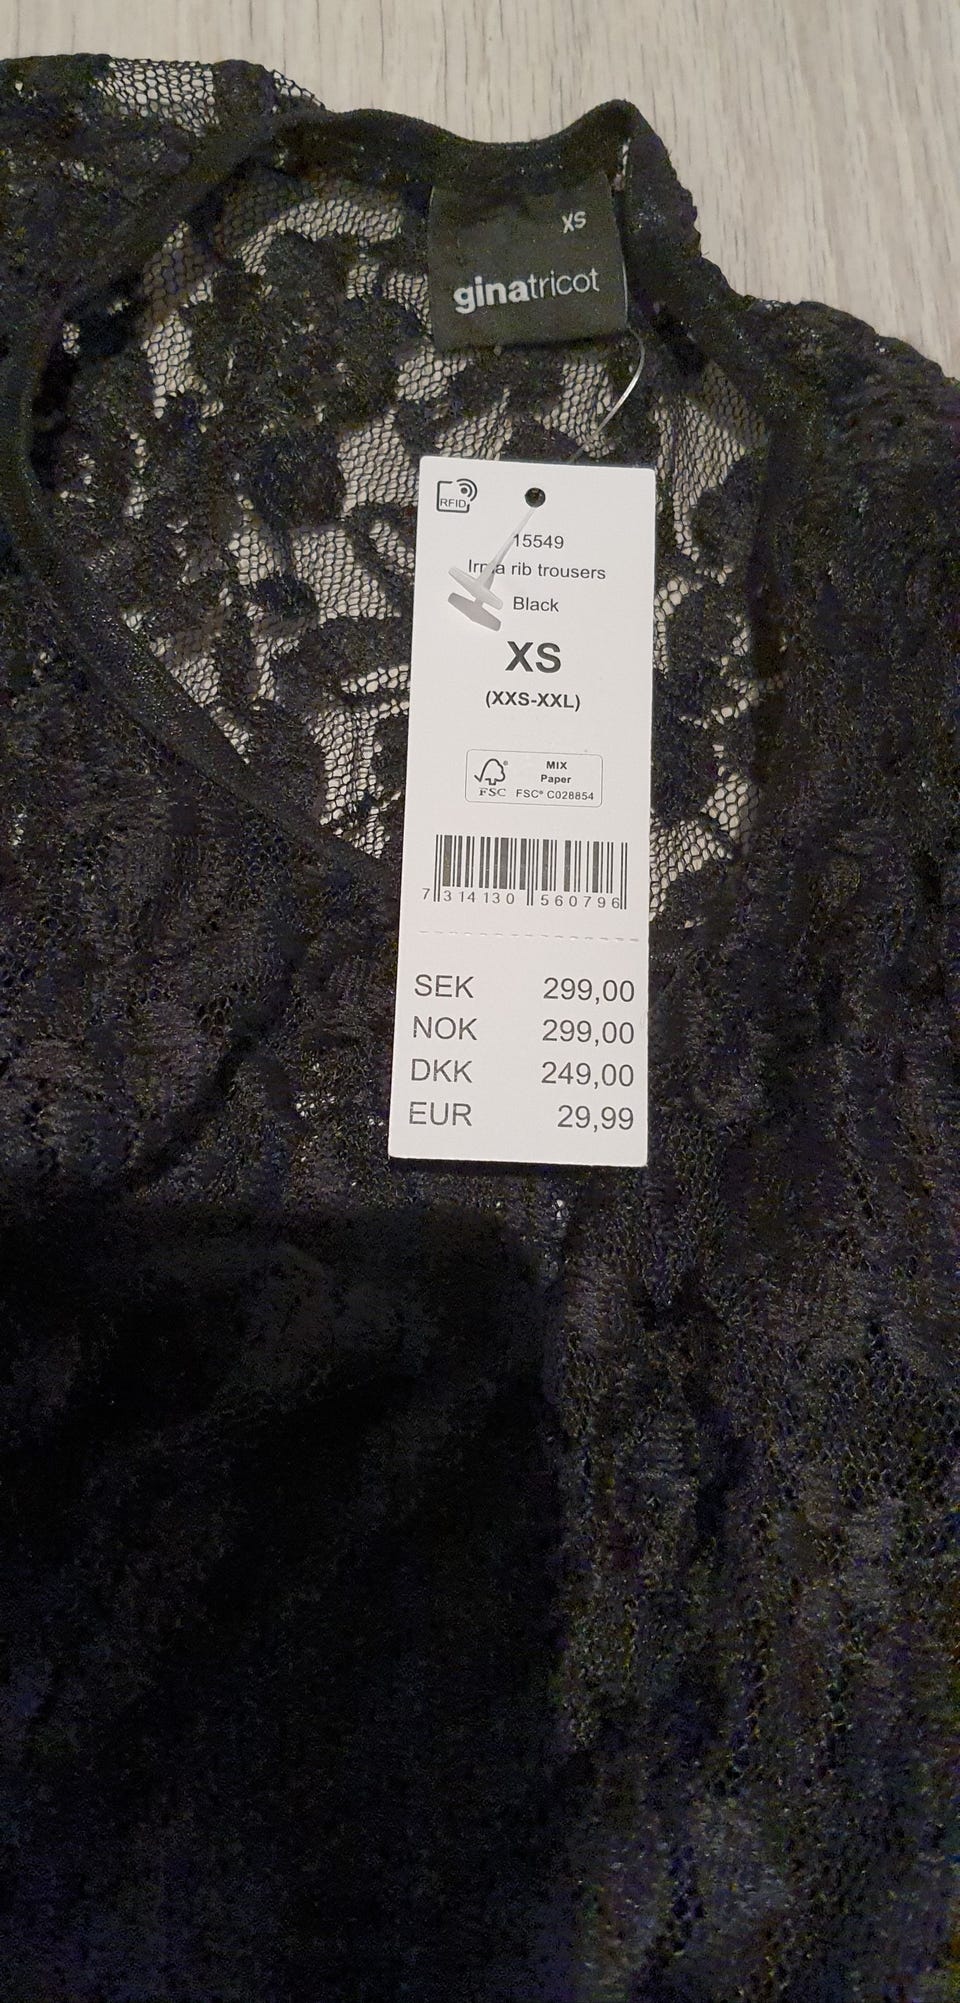 XS
ginatricot
RFID
15549
Irma rib trousers
Black
XS
(XXS-XXL)
MIX
Paper
FSC® C028854
FSC
7 314130 560796
SEK 299,00
NOK 299,00
DKK 249,00
EUR 29,99